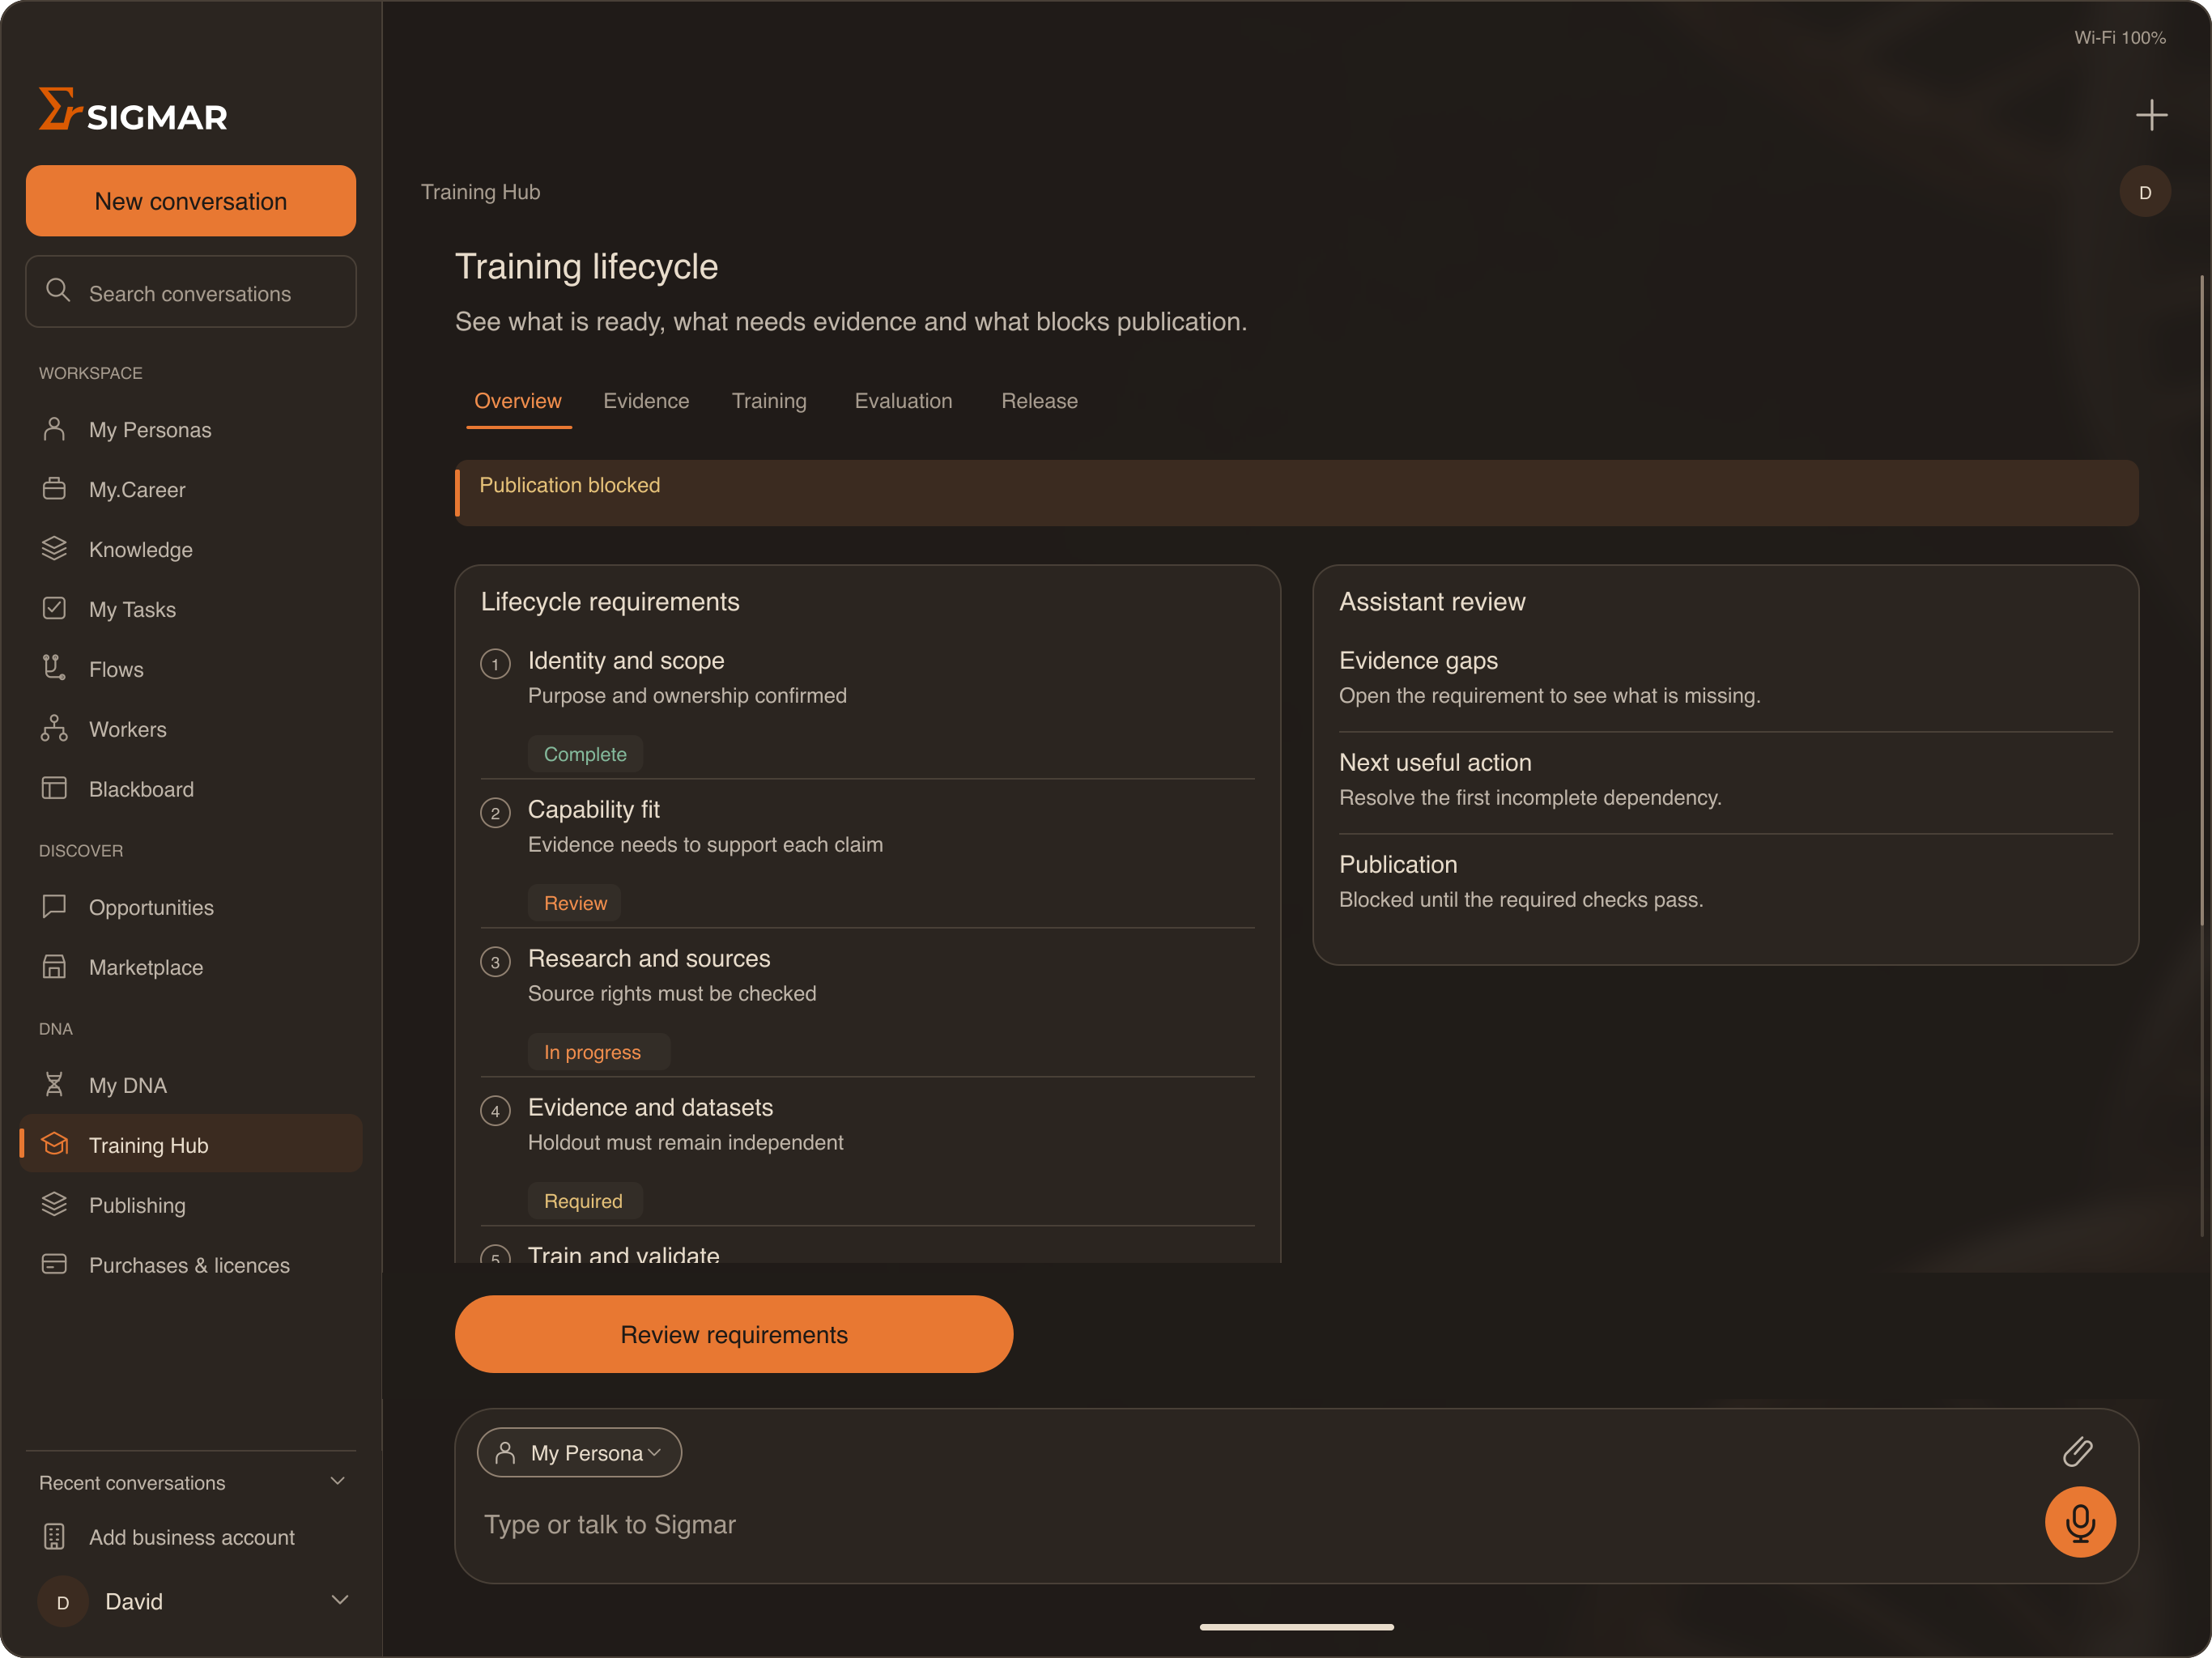 Wi-Fi 100%
Σr SIGMAR
New conversation
Search conversations
WORKSPACE
My Personas
My.Career
Knowledge
My Tasks
Flows
Workers
Blackboard
DISCOVER
Opportunities
Marketplace
DNA
My DNA
Training Hub
Publishing
Purchases & licences
Recent conversations
Add business account
D
David
Training Hub
D
Training lifecycle
See what is ready, what needs evidence and what blocks publication.
Overview
Evidence
Training
Evaluation
Release
Publication blocked
Lifecycle requirements
1 Identity and scope
Purpose and ownership confirmed
Complete
2 Capability fit
Evidence needs to support each claim
Review
3 Research and sources
Source rights must be checked
In progress
4 Evidence and datasets
Holdout must remain independent
Required
5 Train and validate
Assistant review
Evidence gaps
Open the requirement to see what is missing.
Next useful action
Resolve the first incomplete dependency.
Publication
Blocked until the required checks pass.
Review requirements
My Persona
Type or talk to Sigmar